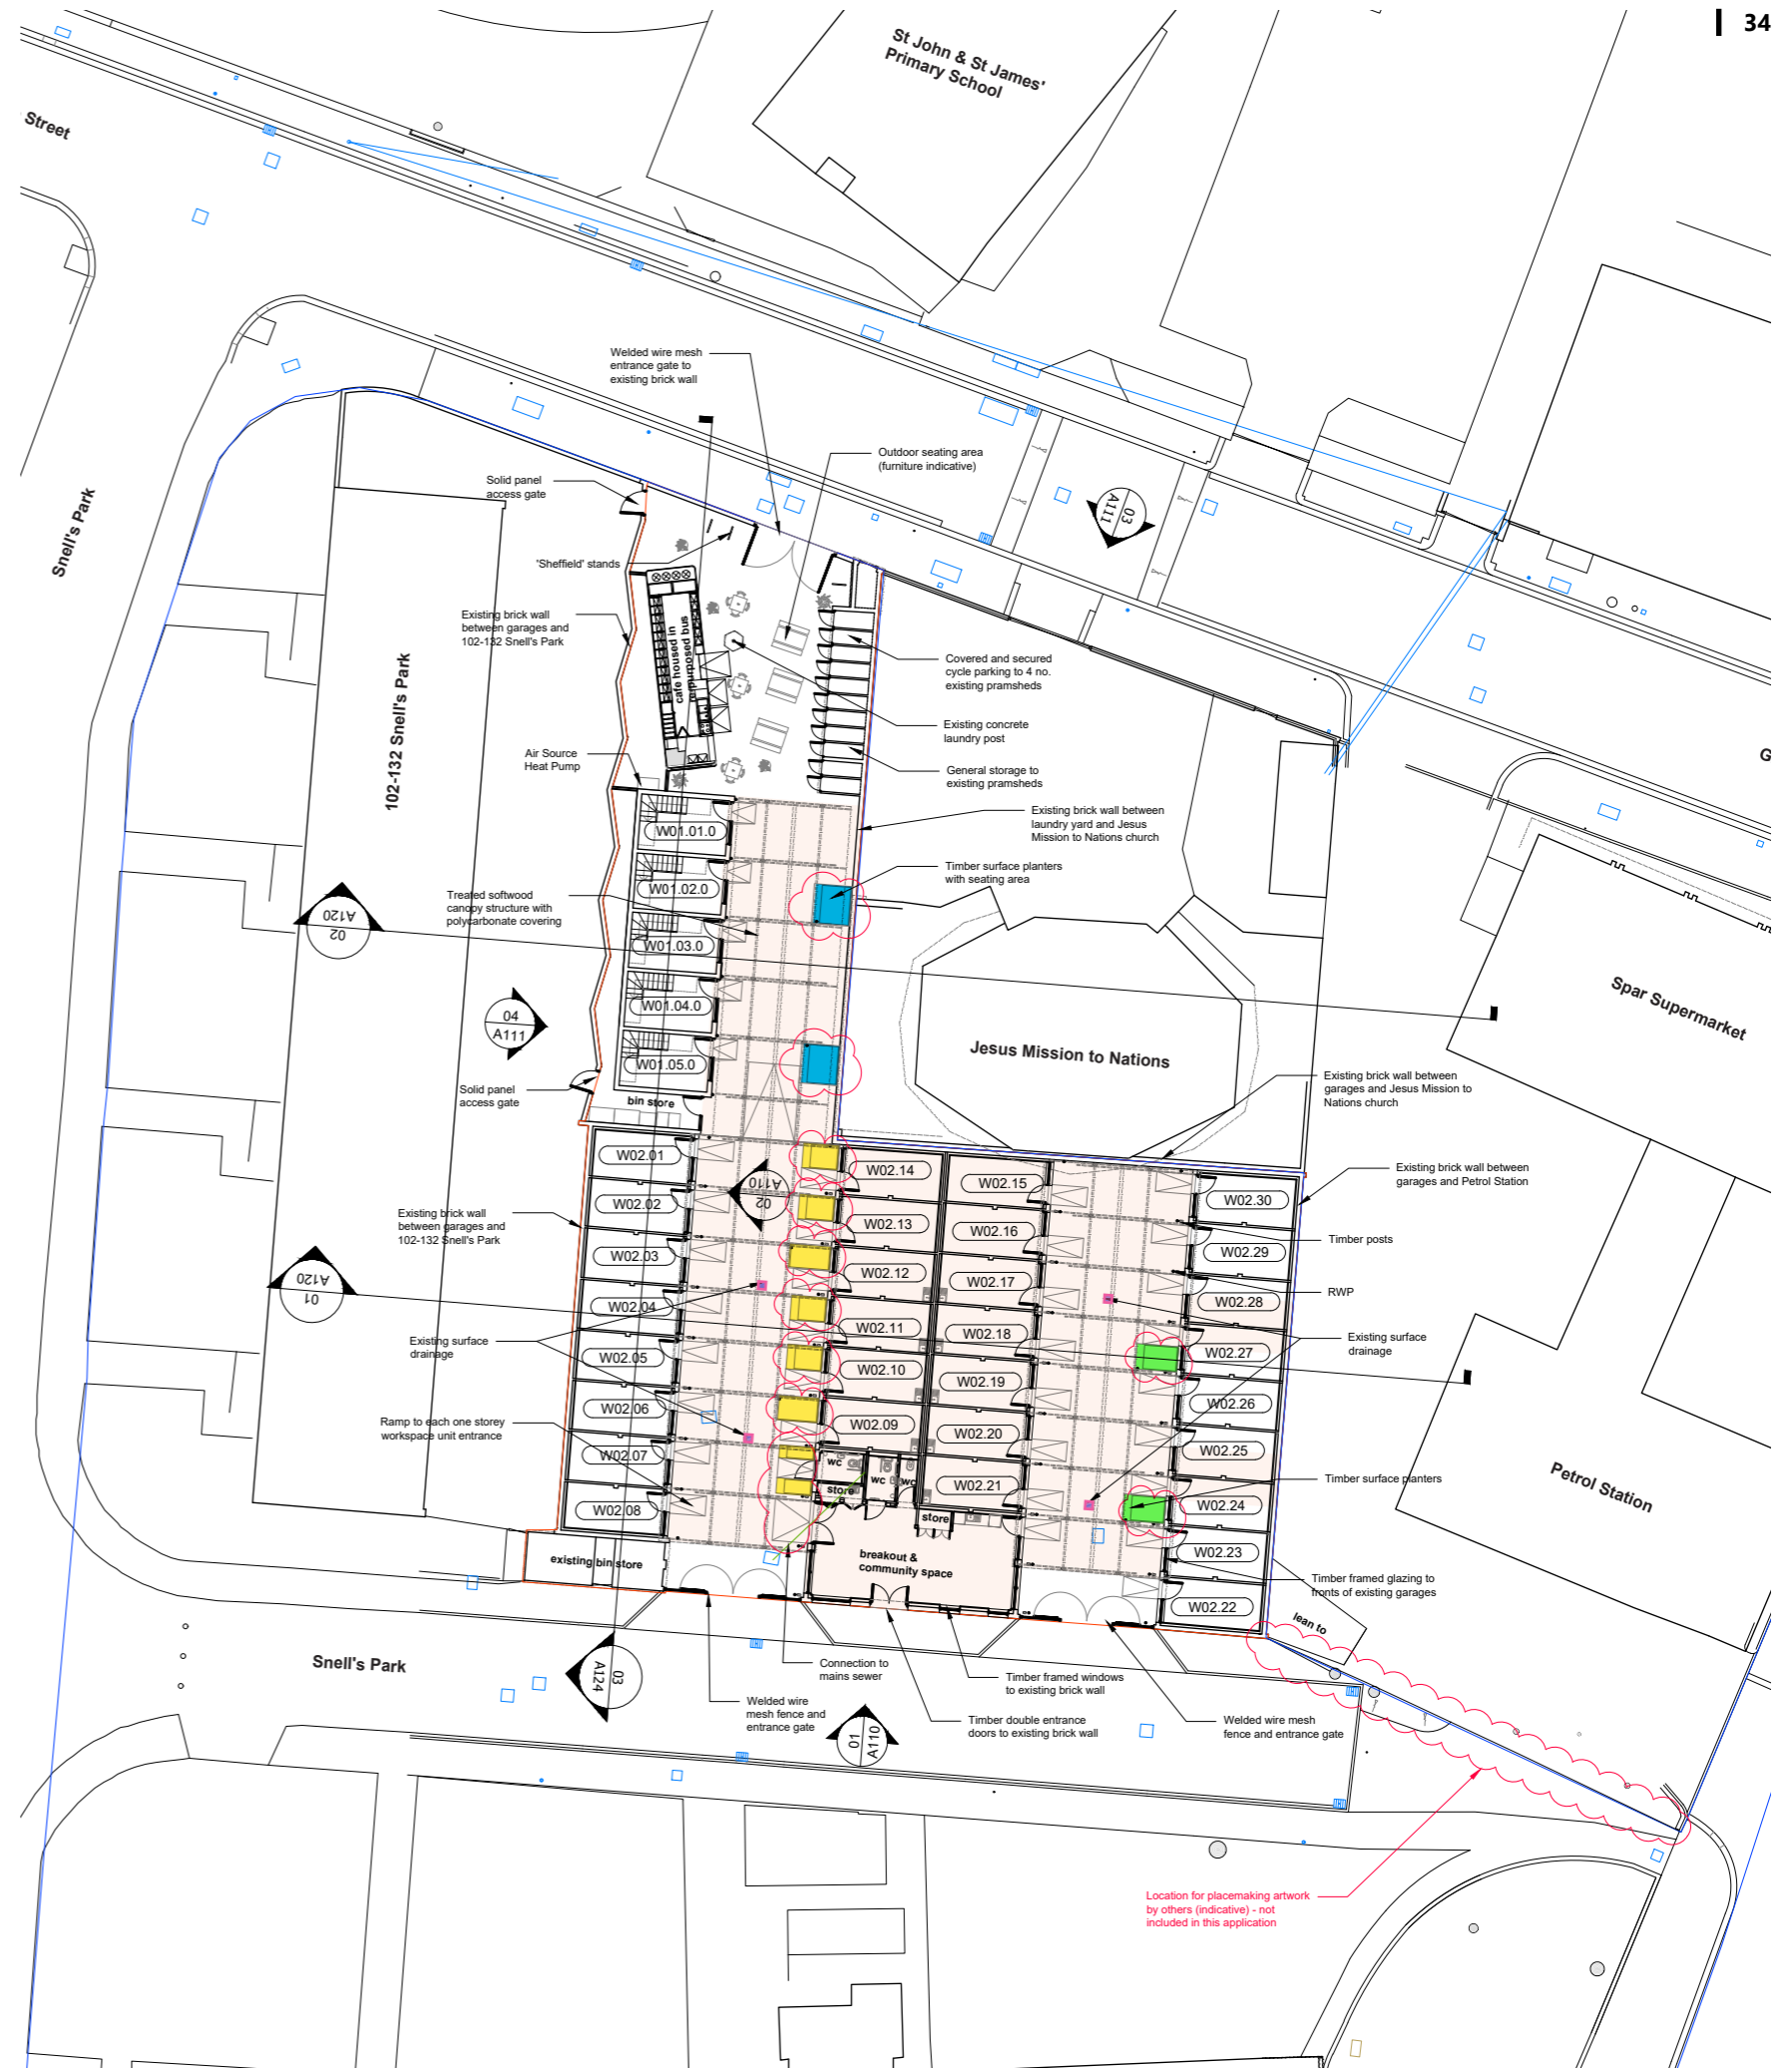 34
St John & St James'
Primary School
Street
Snell's Park
Welded wire mesh
entrance gate to
existing brick wall
Outdoor seating area
(furniture indicative)
Solid panel
access gate
03
A111
'Sheffield' stands
Existing brick wall
between garages and
102-132 Snell's Park
cafe housed in
repurposed bus
102-132 Snell's Park
Covered and secured
cycle parking to 4 no.
existing pramsheds
Existing concrete
laundry post
Air Source
Heat Pump
General storage to
existing pramsheds
G
Existing brick wall between
laundry yard and Jesus
Mission to Nations church
W01.01.0
Timber surface planters
with seating area
W01.02.0
Treated softwood
canopy structure with
polycarbonate covering
02
A120
W01.03.0
W01.04.0
04
A111
Spar Supermarket
Jesus Mission to Nations
W01.05.0
Solid panel
access gate
bin store
Existing brick wall between
garages and Jesus Mission to
Nations church
Existing brick wall between
garages and Petrol Station
W02.01
W02.14
W02.15
W02.30
02
A110
W02.02
W02.13
W02.16
W02.29
Timber posts
Existing brick wall
between garages and
102-132 Snell's Park
W02.03
W02.12
W02.17
W02.28
RWP
01
A120
W02.04
W02.11
W02.18
W02.27
Existing surface
drainage
Existing surface
drainage
W02.05
W02.10
W02.19
W02.26
W02.06
W02.09
W02.20
W02.25
Ramp to each one storey
workspace unit entrance
W02.07
wc
wc
wc
store
W02.21
W02.24
Timber surface planters
Petrol Station
W02.08
store
W02.23
existing bin store
breakout &
community space
Timber framed glazing to
fronts of existing garages
W02.22
lean to
Snell's Park
03
A124
Connection to
mains sewer
Timber framed windows
to existing brick wall
Welded wire
mesh fence and
entrance gate
01
A110
Timber double entrance
doors to existing brick wall
Welded wire mesh
fence and entrance gate
Location for placemaking artwork
by others (indicative) - not
included in this application